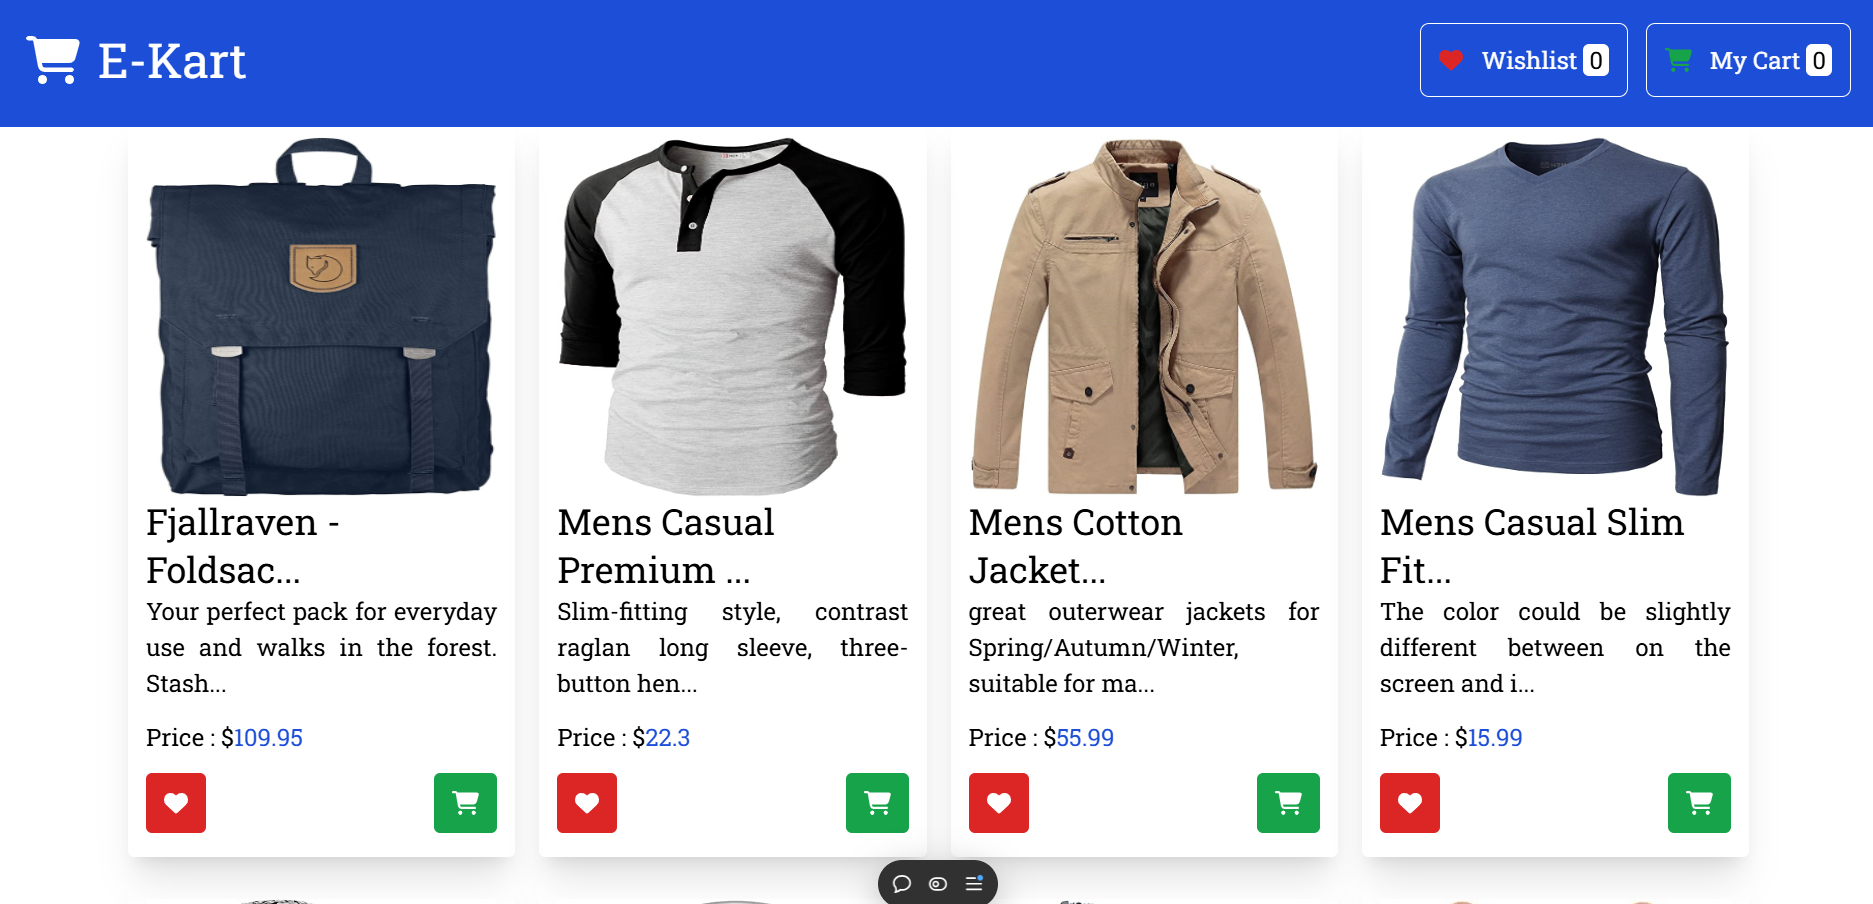 E-Kart
Wishlist 0
My Cart 0
Fjallraven -
Foldsac...
Your perfect pack for everyday
use and walks in the forest.
Stash...
Price : $109.95
Mens Casual
Premium ...
Slim-fitting style, contrast
raglan long sleeve, three-
button hen...
Price : $22.3
Mens Cotton
Jacket...
great outerwear jackets for
Spring/Autumn/Winter,
suitable for ma...
Price : $55.99
Mens Casual Slim
Fit...
The color could be slightly
different between on the
screen and i...
Price : $15.99